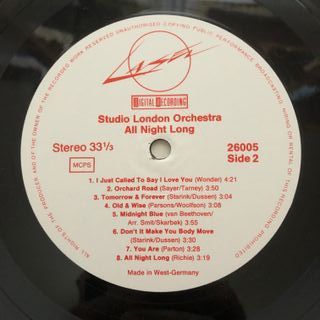 ALL RIGHTS OF THE PRODUCER AND OF THE OWNER OF THE RECORDED WORK RESERVED UNAUTHORISED COPYING PUBLIC PERFORMANCE BROADCASTING HIRING OR RENTAL OF THIS RECORD PROHIBITED
DIGITAL RECORDING
Studio London Orchestra
All Night Long
Stereo 33⅓
26005
MCPS
Side 2
1. I Just Called To Say I Love You (Wonder) 4:21
2. Orchard Road (Sayer/Tarney) 3:50
3. Tomorrow & Forever (Starink/Dussen) 3:04
4. Old & Wise (Parsons/Woolfson) 3:00
5. Midnight Blue (van Beethoven/
Arr. Smit/Skarbek) 3:55
6. Don't It Make You Body Move
(Starink/Dussen) 3:30
7. You Are (Parton) 3:28
8. All Night Long (Richie) 3:19
Made in West-Germany